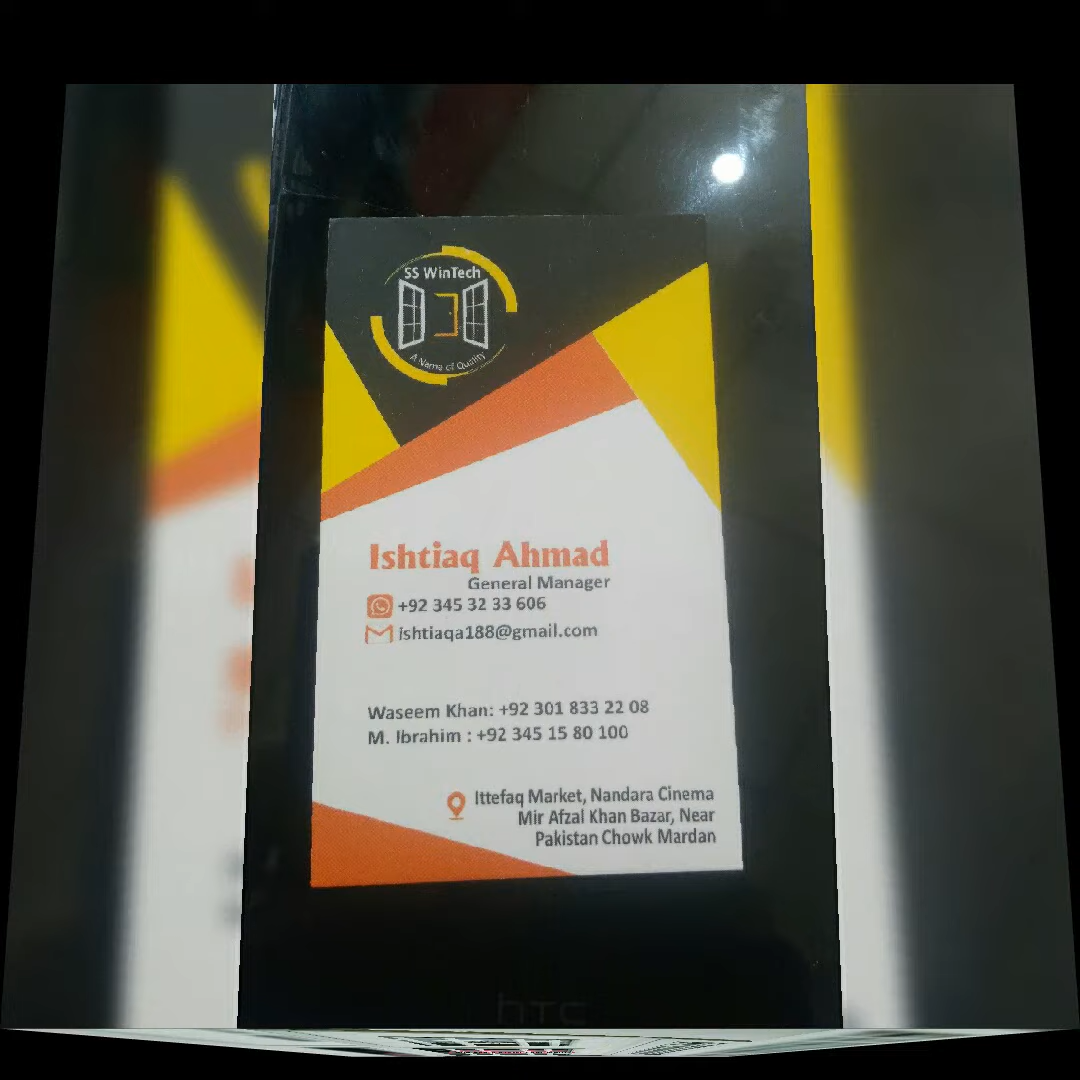 SS WinTech
A Name of Quality
Ishtiaq Ahmad
General Manager
+92 345 32 33 606
ishtiaqa188@gmail.com
Waseem Khan: +92 301 833 22 08
M. Ibrahim : +92 345 15 80 100
Ittefaq Market, Nandara Cinema
Mir Afzal Khan Bazar, Near
Pakistan Chowk Mardan
hTC